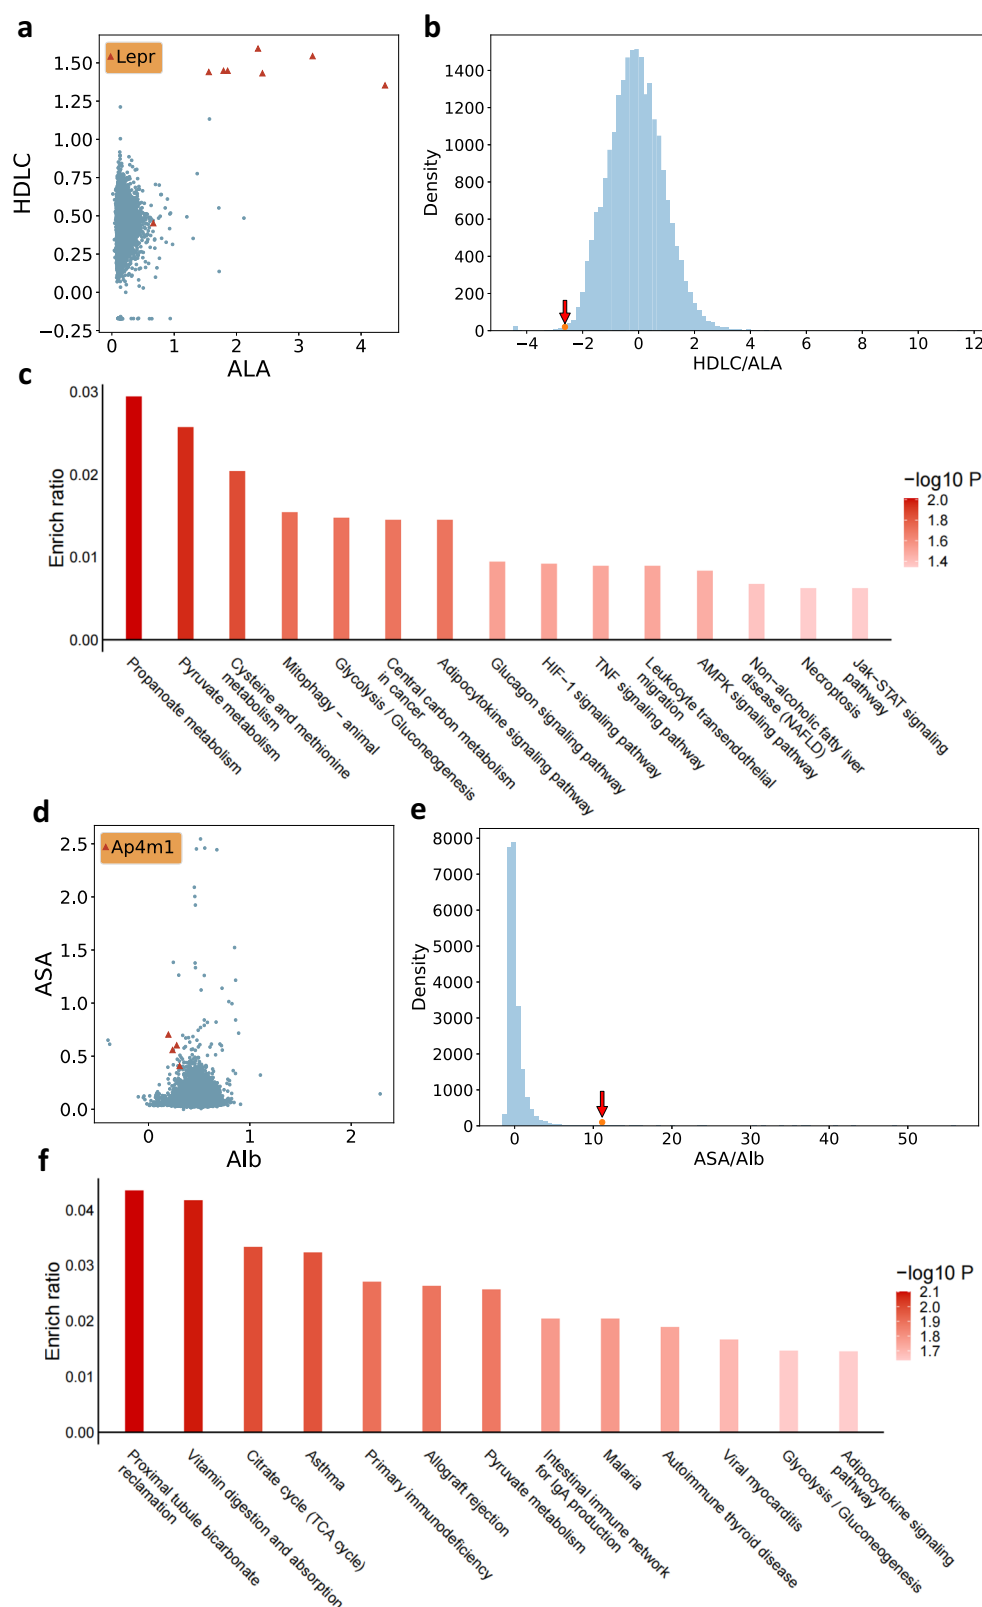 a
Lepr
HDLC
1.50
1.25
1.00
0.75
0.50
0.25
0.00
−0.25
0 1 2 3 4
ALA
b
Density
1400
1200
1000
800
600
400
200
0
−4 −2 0 2 4 6 8 10 12
HDLC/ALA
c
Enrich ratio
0.03
0.02
0.01
0.00
Propanoate metabolism
Pyruvate metabolism
Cysteine and methionine
metabolism
Mitophagy − animal
Glycolysis / Gluconeogenesis
Central carbon metabolism
in cancer
Adipocytokine signaling pathway
Glucagon signaling pathway
HIF−1 signaling pathway
TNF signaling pathway
Leukocyte transendothelial
migration
AMPK signaling pathway
Non−alcoholic fatty liver
disease (NAFLD)
Necroptosis
Jak−STAT signaling
pathway
−log10 P
2.0
1.8
1.6
1.4
d
Ap4m1
ASA
2.5
2.0
1.5
1.0
0.5
0.0
0 1 2
Alb
e
Density
8000
7000
6000
5000
4000
3000
2000
1000
0
0 10 20 30 40 50
ASA/Alb
f
Enrich ratio
0.04
0.03
0.02
0.01
0.00
Proximal tubule bicarbonate
reclamation
Vitamin digestion and absorption
Citrate cycle (TCA cycle)
Asthma
Primary immunodeficiency
Allograft rejection
Pyruvate metabolism
Intestinal immune network
for IgA production
Malaria
Autoimmune thyroid disease
Viral myocarditis
Glycolysis / Gluconeogenesis
Adipocytokine signaling
pathway
−log10 P
2.1
2.0
1.9
1.8
1.7